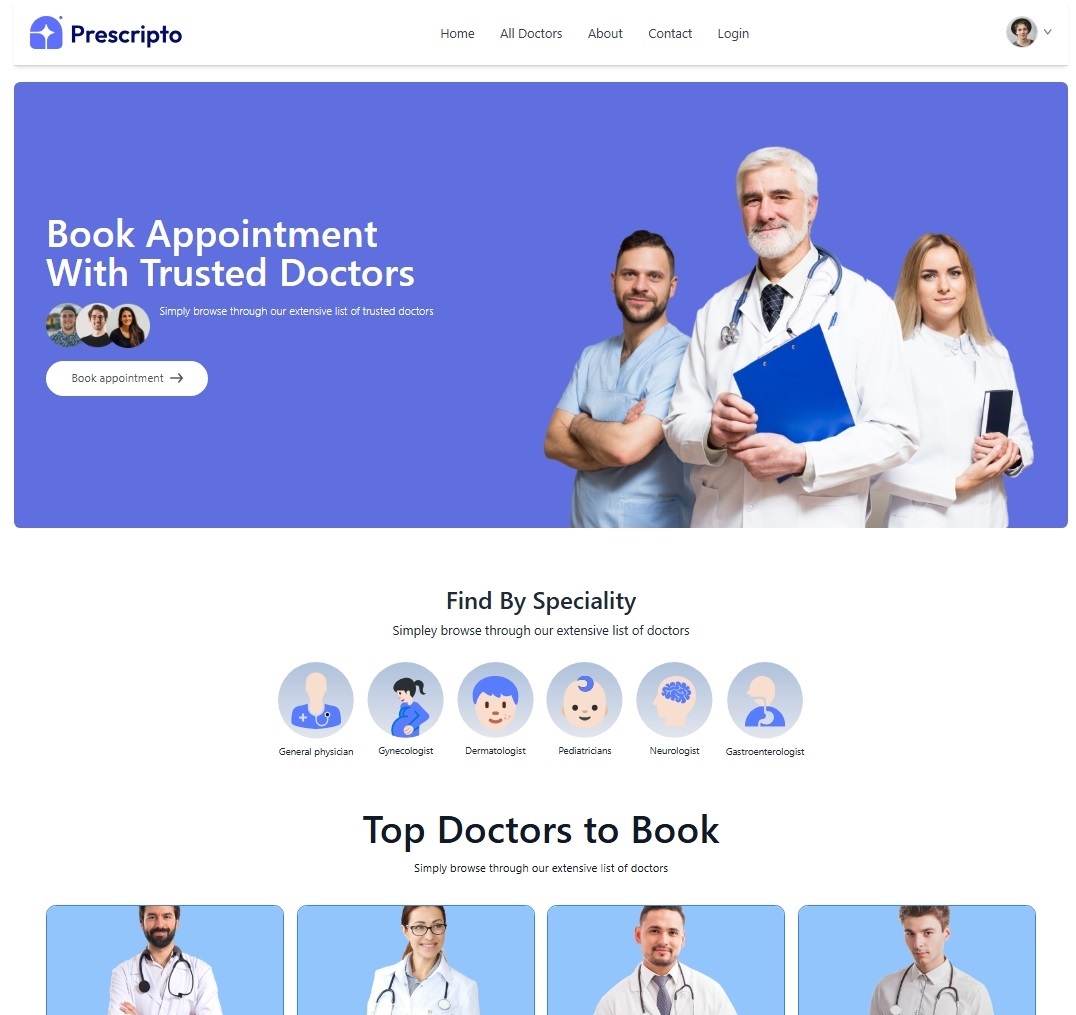 Prescripto
Home
All Doctors
About
Contact
Login
Book Appointment
With Trusted Doctors
Simply browse through our extensive list of trusted doctors
Book appointment →
Find By Speciality
Simpley browse through our extensive list of doctors
General physician
Gynecologist
Dermatologist
Pediatricians
Neurologist
Gastroenterologist
Top Doctors to Book
Simply browse through our extensive list of doctors